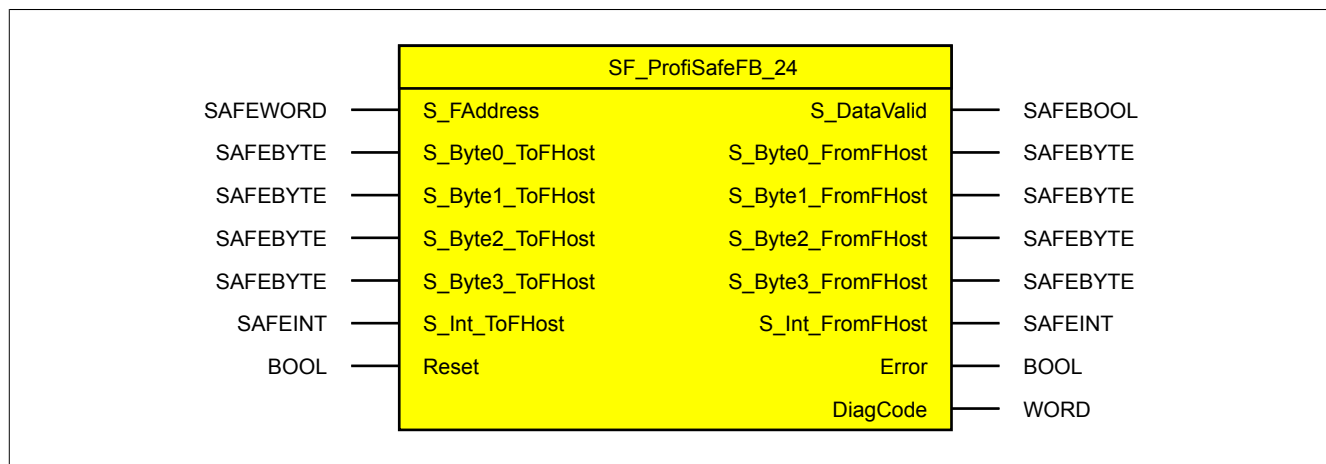 SF_ProfiSafeFB_24
SAFEWORD S_FAddress S_DataValid SAFEBOOL
SAFEBYTE S_Byte0_ToFHost S_Byte0_FromFHost SAFEBYTE
SAFEBYTE S_Byte1_ToFHost S_Byte1_FromFHost SAFEBYTE
SAFEBYTE S_Byte2_ToFHost S_Byte2_FromFHost SAFEBYTE
SAFEBYTE S_Byte3_ToFHost S_Byte3_FromFHost SAFEBYTE
SAFEINT S_Int_ToFHost S_Int_FromFHost SAFEINT
BOOL Reset Error BOOL
DiagCode WORD